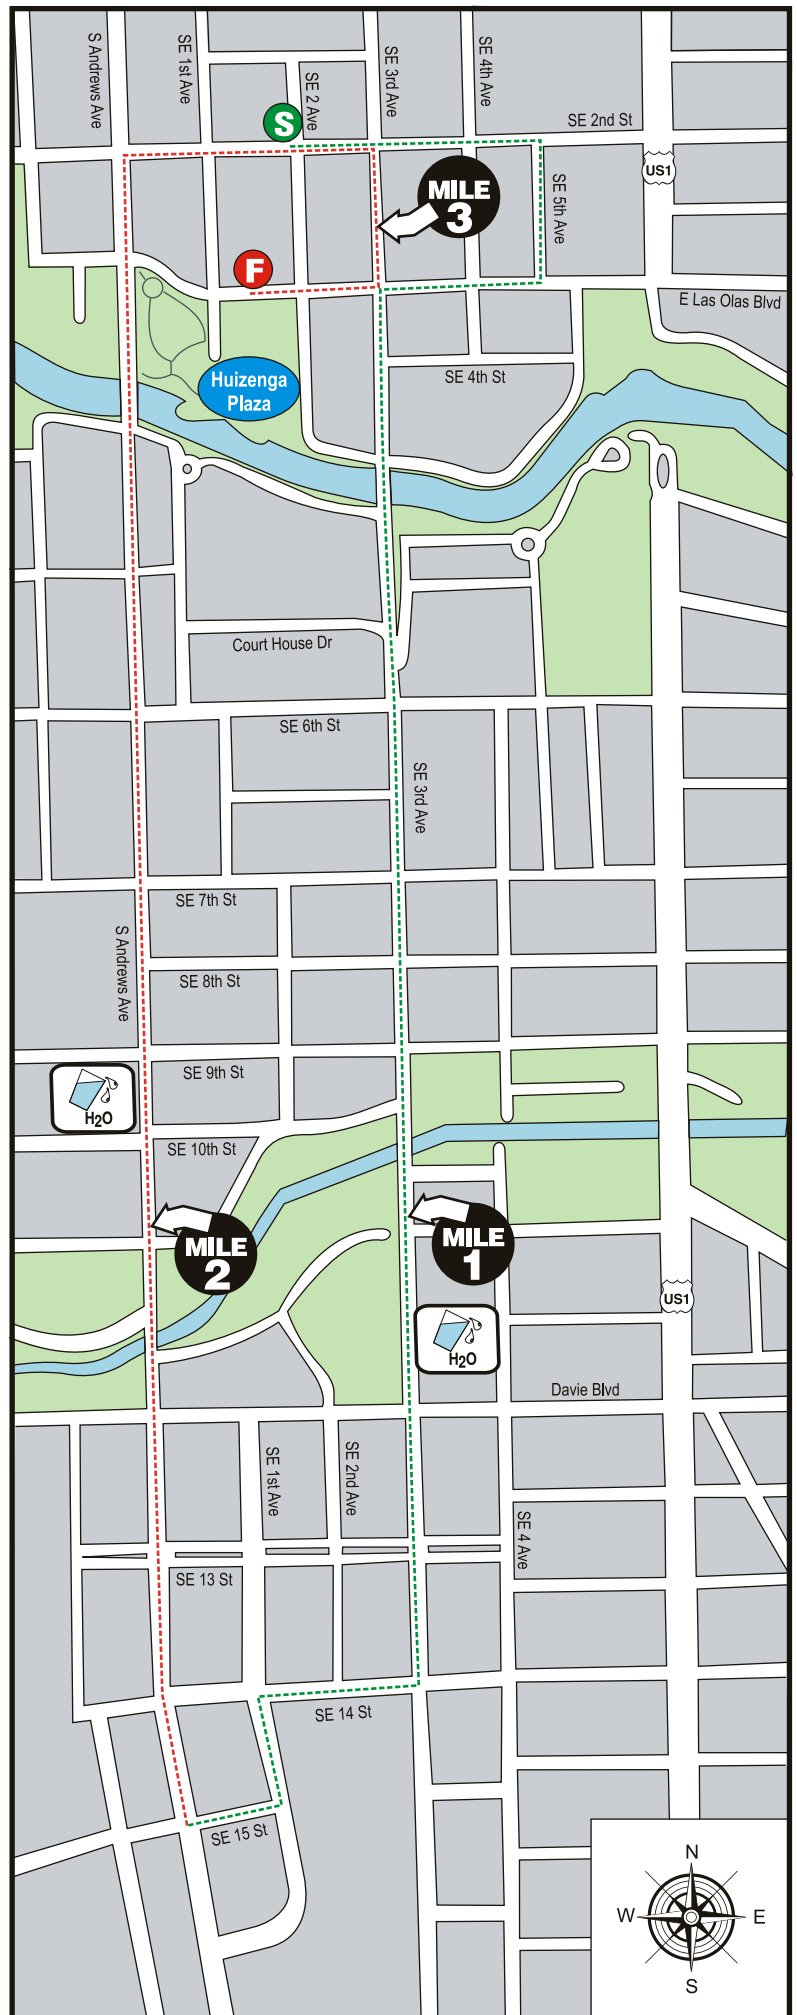 S Andrews Ave
SE 1st Ave
SE 2 Ave
SE 3rd Ave
SE 4th Ave
SE 2nd St
S
US1
MILE
3
SE 5th Ave
F
E Las Olas Blvd
Huizenga
Plaza
SE 4th St
Court House Dr
SE 6th St
SE 3rd Ave
SE 7th St
S Andrews Ave
SE 8th St
SE 9th St
H2O
SE 10th St
MILE
2
MILE
1
US1
H2O
Davie Blvd
SE 1st Ave
SE 2nd Ave
SE 4 Ave
SE 13 St
SE 14 St
SE 15 St
N
W
E
S